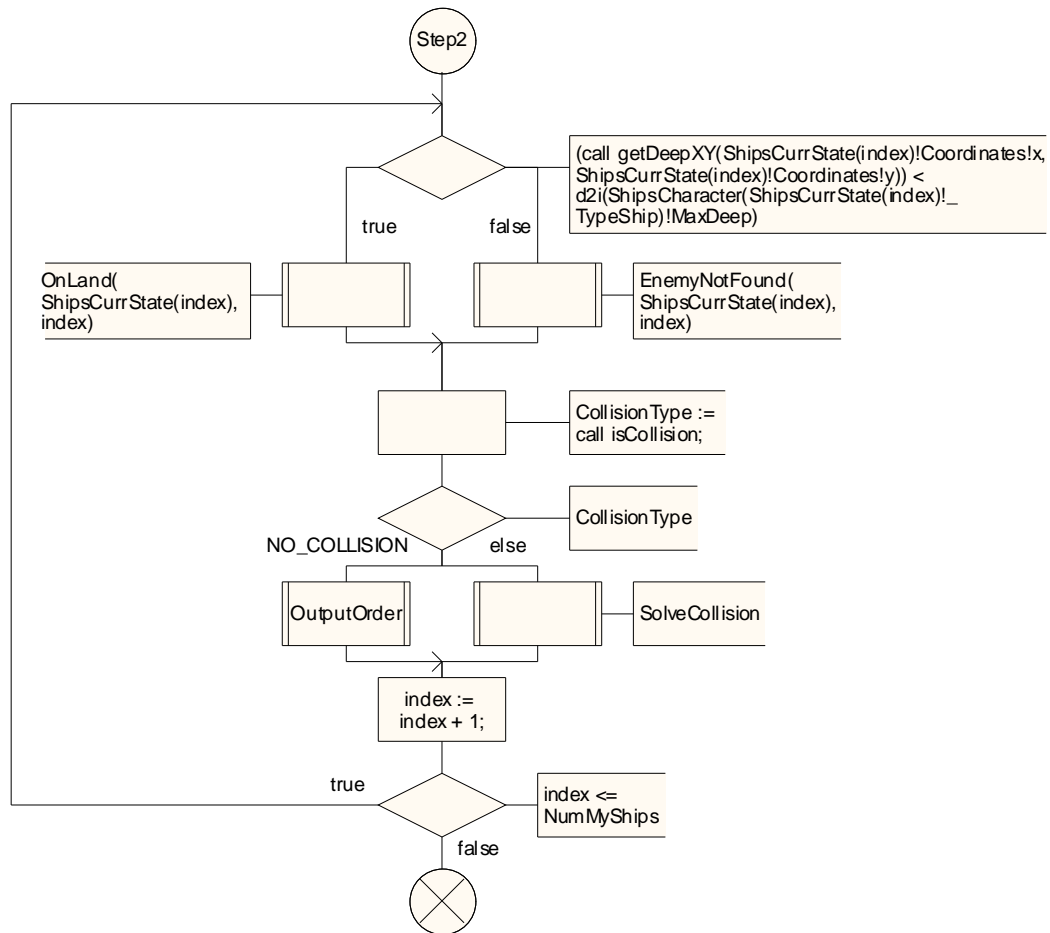 Step2
(call getDeepXY(ShipsCurrState(index)!Coordinates!x,
ShipsCurrState(index)!Coordinates!y)) <
d2i(ShipsCharacter(ShipsCurrState(index)!_
TypeShip)!MaxDeep)
true
false
OnLand(
ShipsCurrState(index),
index)
EnemyNotFound(
ShipsCurrState(index),
index)
CollisionType :=
call isCollision;
CollisionType
NO_COLLISION
else
OutputOrder
SolveCollision
index :=
index + 1;
true
index <=
NumMyShips
false